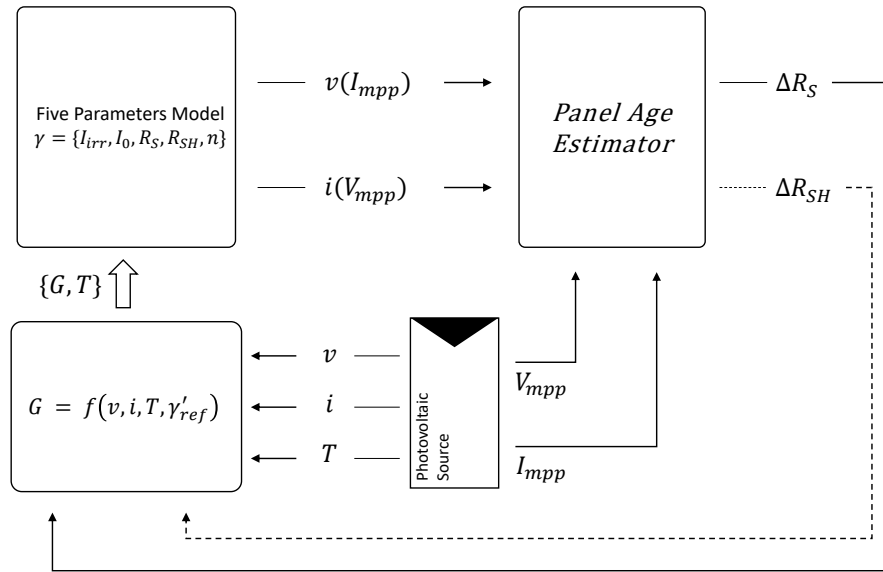 Five Parameters Model
γ = {I_irr, I_0, R_S, R_SH, n}
v(I_mpp)
i(V_mpp)
Panel Age
Estimator
ΔR_S
ΔR_SH
{G, T}
G = f(v, i, T, γ′_ref)
v
i
T
Photovoltaic
Source
V_mpp
I_mpp